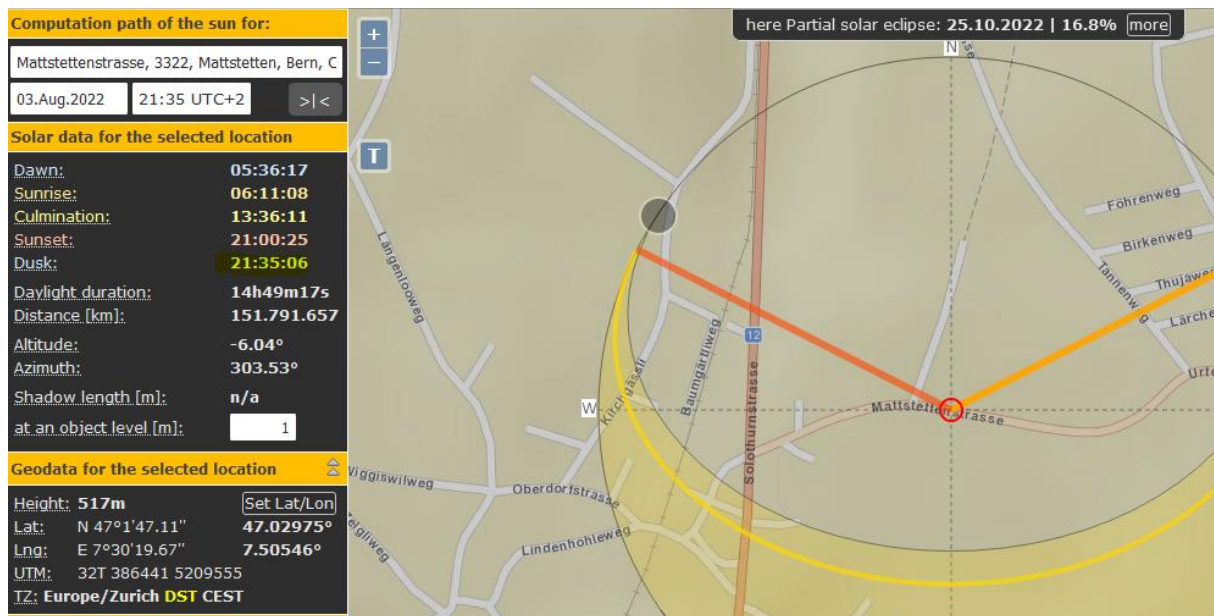 Computation path of the sun for:
Mattstettenstrasse, 3322, Mattstetten, Bern, C
03.Aug.2022 21:35 UTC+2 >|<
Solar data for the selected location
Dawn: 05:36:17
Sunrise: 06:11:08
Culmination: 13:36:11
Sunset: 21:00:25
Dusk: 21:35:06
Daylight duration: 14h49m17s
Distance [km]: 151.791.657
Altitude: -6.04°
Azimuth: 303.53°
Shadow length [m]: n/a
at an object level [m]: 1
Geodata for the selected location
Height: 517m Set Lat/Lon
Lat: N 47°1'47.11" 47.02975°
Lng: E 7°30'19.67" 7.50546°
UTM: 32T 386441 5209555
TZ: Europe/Zurich DST CEST
+
−
T
here Partial solar eclipse: 25.10.2022 | 16.8% more
N
W
12
Längenlooweg
Kirchgässli
Baumgärtliweg
Solothurnstrasse
Mattstettenstrasse
Föhrenweg
Birkenweg
Tannenweg
Thujawe
Lärche
Urte
Wiggiswilweg
Oberdorfstrasse
Lindenhohleweg
Zelgliweg